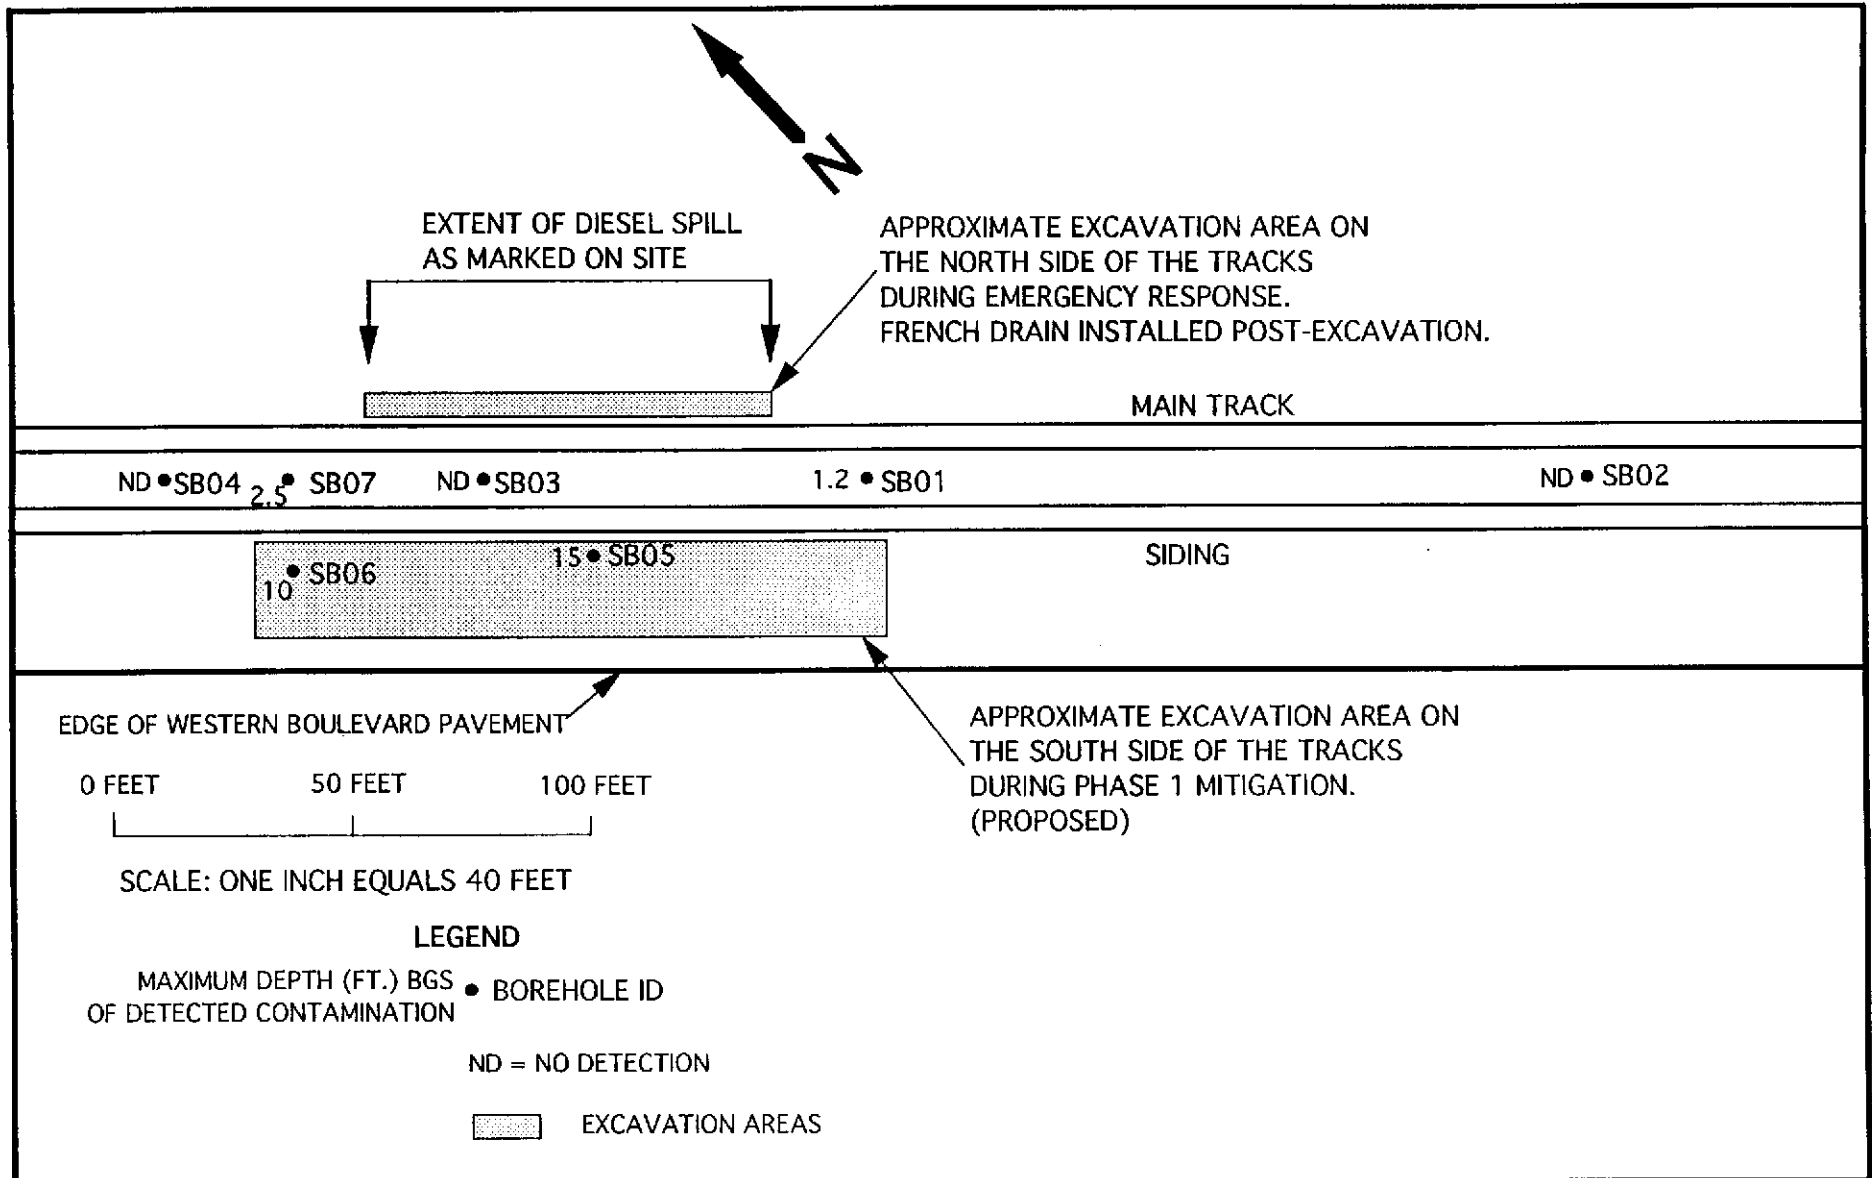 N
EXTENT OF DIESEL SPILL
AS MARKED ON SITE
APPROXIMATE EXCAVATION AREA ON
THE NORTH SIDE OF THE TRACKS
DURING EMERGENCY RESPONSE.
FRENCH DRAIN INSTALLED POST-EXCAVATION.
MAIN TRACK
ND SB04
2.5 SB07
ND SB03
1.2 SB01
ND SB02
10 SB06
15 SB05
SIDING
EDGE OF WESTERN BOULEVARD PAVEMENT
APPROXIMATE EXCAVATION AREA ON
THE SOUTH SIDE OF THE TRACKS
DURING PHASE 1 MITIGATION.
(PROPOSED)
0 FEET 50 FEET 100 FEET
SCALE: ONE INCH EQUALS 40 FEET
LEGEND
MAXIMUM DEPTH (FT.) BGS
OF DETECTED CONTAMINATION
BOREHOLE ID
ND = NO DETECTION
EXCAVATION AREAS